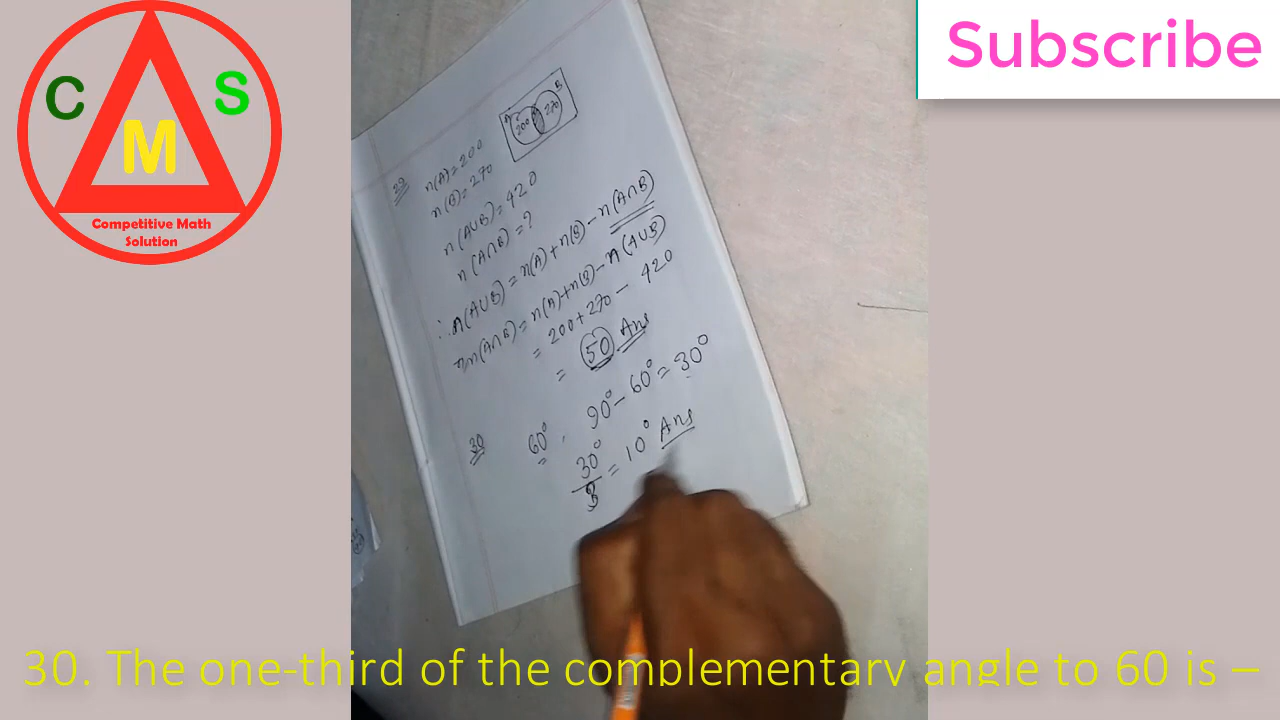 C S
M
Competitive Math
Solution
Subscribe
A B
200 270
29 n(A)=200
n(B)=270
n(A∪B)=420
n(A∩B)=?
∴ n(A∪B)=n(A)+n(B)-n(A∩B)
n(A∩B)=n(A)+n(B)-n(A∪B)
= 200+270-420
= 50 Ans
30 60° . 90°-60°=30°
30°/3 = 10° Ans
30. The one-third of the complementary angle to 60 is –